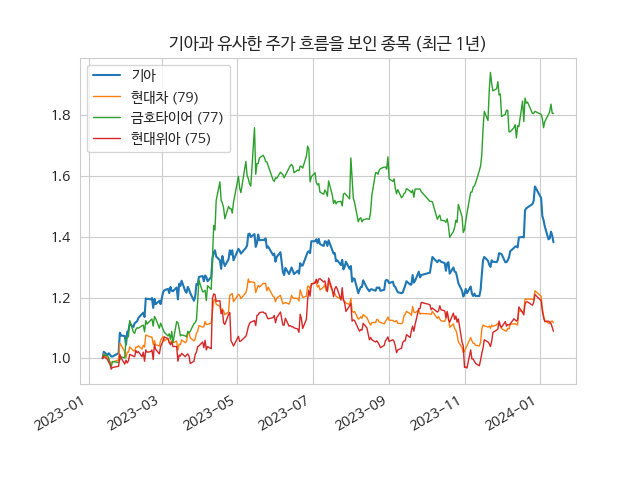 기아과 유사한 주가 흐름을 보인 종목 (최근 1년)
기아
현대차 (79)
금호타이어 (77)
현대위아 (75)
1.8
1.6
1.4
1.2
1.0
2023-01
2023-03
2023-05
2023-07
2023-09
2023-11
2024-01